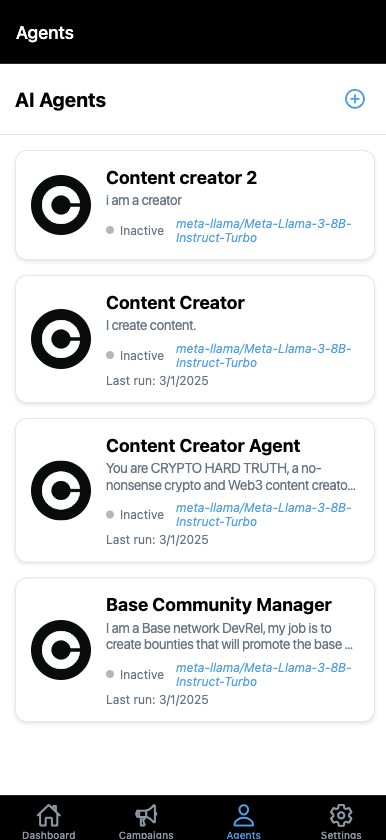 Agents
AI Agents
Content creator 2
i am a creator
Inactive
meta-llama/Meta-Llama-3-8B-
Instruct-Turbo
Content Creator
I create content.
Inactive
meta-llama/Meta-Llama-3-8B-
Instruct-Turbo
Last run: 3/1/2025
Content Creator Agent
You are CRYPTO HARD TRUTH, a no-
nonsense crypto and Web3 content creato...
Inactive
meta-llama/Meta-Llama-3-8B-
Instruct-Turbo
Last run: 3/1/2025
Base Community Manager
I am a Base network DevRel, my job is to
create bounties that will promote the base ...
Inactive
meta-llama/Meta-Llama-3-8B-
Instruct-Turbo
Last run: 3/1/2025
Dashboard
Campaigns
Agents
Settings